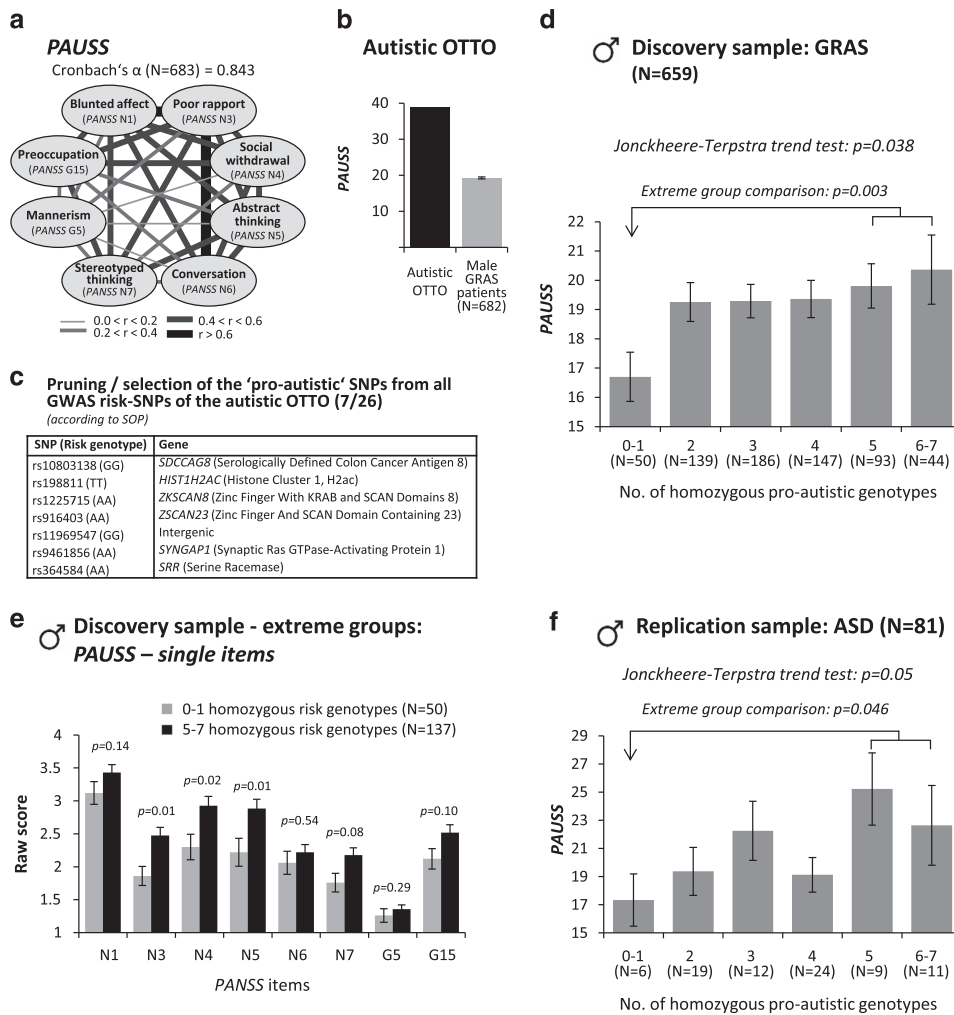 a
PAUSS
Cronbach‘s α (N=683) = 0.843
Blunted affect
(PANSS N1)
Poor rapport
(PANSS N3)
Preoccupation
(PANSS G15)
Social
withdrawal
(PANSS N4)
Mannerism
(PANSS G5)
Abstract
thinking
(PANSS N5)
Stereotyped
thinking
(PANSS N7)
Conversation
(PANSS N6)
0.0 < r < 0.2
0.4 < r < 0.6
0.2 < r < 0.4
r > 0.6
b
Autistic OTTO
PAUSS
40
30
20
10
Autistic
OTTO
Male
GRAS
patients
(N=682)
c
Pruning / selection of the ‘pro-autistic‘ SNPs from all
GWAS risk-SNPs of the autistic OTTO (7/26)
(according to SOP)
SNP (Risk genotype) Gene
rs10803138 (GG) SDCCAG8 (Serologically Defined Colon Cancer Antigen 8)
rs198811 (TT) HIST1H2AC (Histone Cluster 1, H2ac)
rs1225715 (AA) ZKSCAN8 (Zinc Finger With KRAB and SCAN Domains 8)
rs916403 (AA) ZSCAN23 (Zinc Finger And SCAN Domain Containing 23)
rs11969547 (GG) Intergenic
rs9461856 (AA) SYNGAP1 (Synaptic Ras GTPase-Activating Protein 1)
rs364584 (AA) SRR (Serine Racemase)
d
♂ Discovery sample: GRAS
(N=659)
Jonckheere-Terpstra trend test: p=0.038
Extreme group comparison: p=0.003
PAUSS
22
21
20
19
18
17
16
15
0-1 2 3 4 5 6-7
(N=50) (N=139) (N=186) (N=147) (N=93) (N=44)
No. of homozygous pro-autistic genotypes
e
♂ Discovery sample - extreme groups:
PAUSS – single items
0-1 homozygous risk genotypes (N=50)
5-7 homozygous risk genotypes (N=137)
Raw score
4
3.5
3
2.5
2
1.5
1
p=0.14
p=0.01
p=0.02
p=0.01
p=0.54
p=0.08
p=0.29
p=0.10
N1 N3 N4 N5 N6 N7 G5 G15
PANSS items
f
♂ Replication sample: ASD (N=81)
Jonckheere-Terpstra trend test: p=0.05
Extreme group comparison: p=0.046
PAUSS
29
27
25
23
21
19
17
15
0-1 2 3 4 5 6-7
(N=6) (N=19) (N=12) (N=24) (N=9) (N=11)
No. of homozygous pro-autistic genotypes